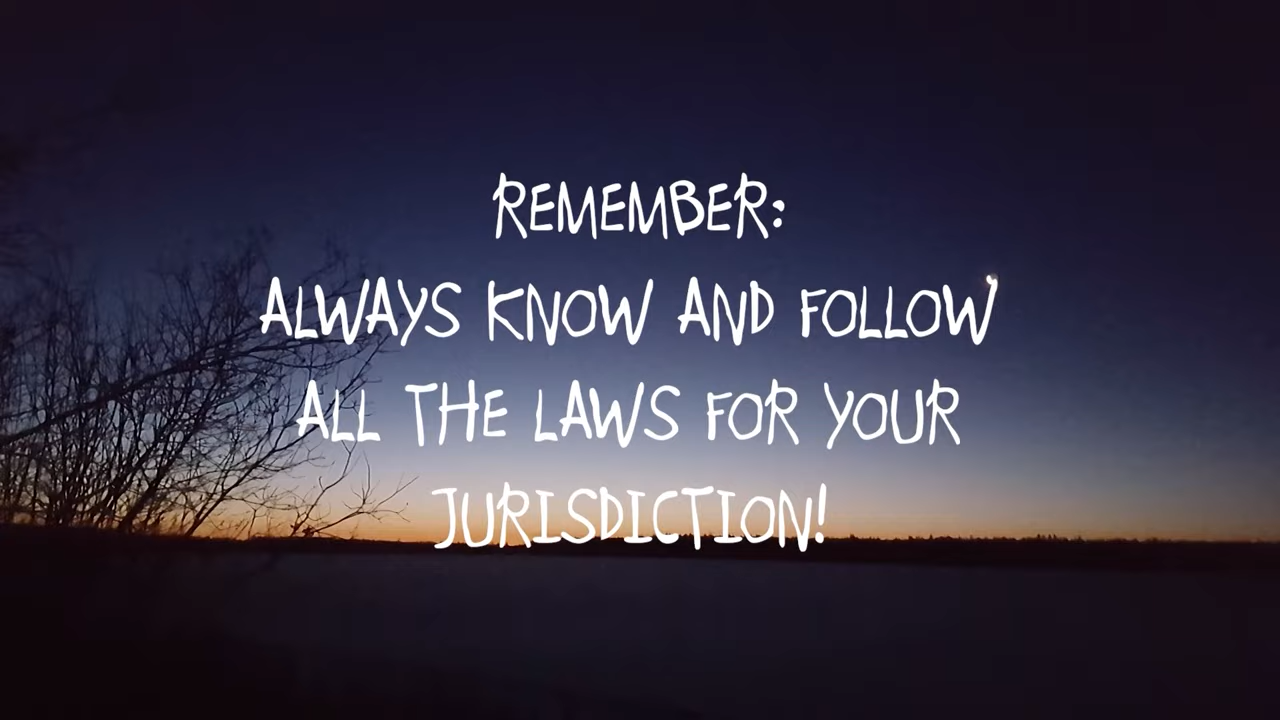 REMEMBER:
ALWAYS KNOW AND FOLLOW
ALL THE LAWS FOR YOUR
JURISDICTION!